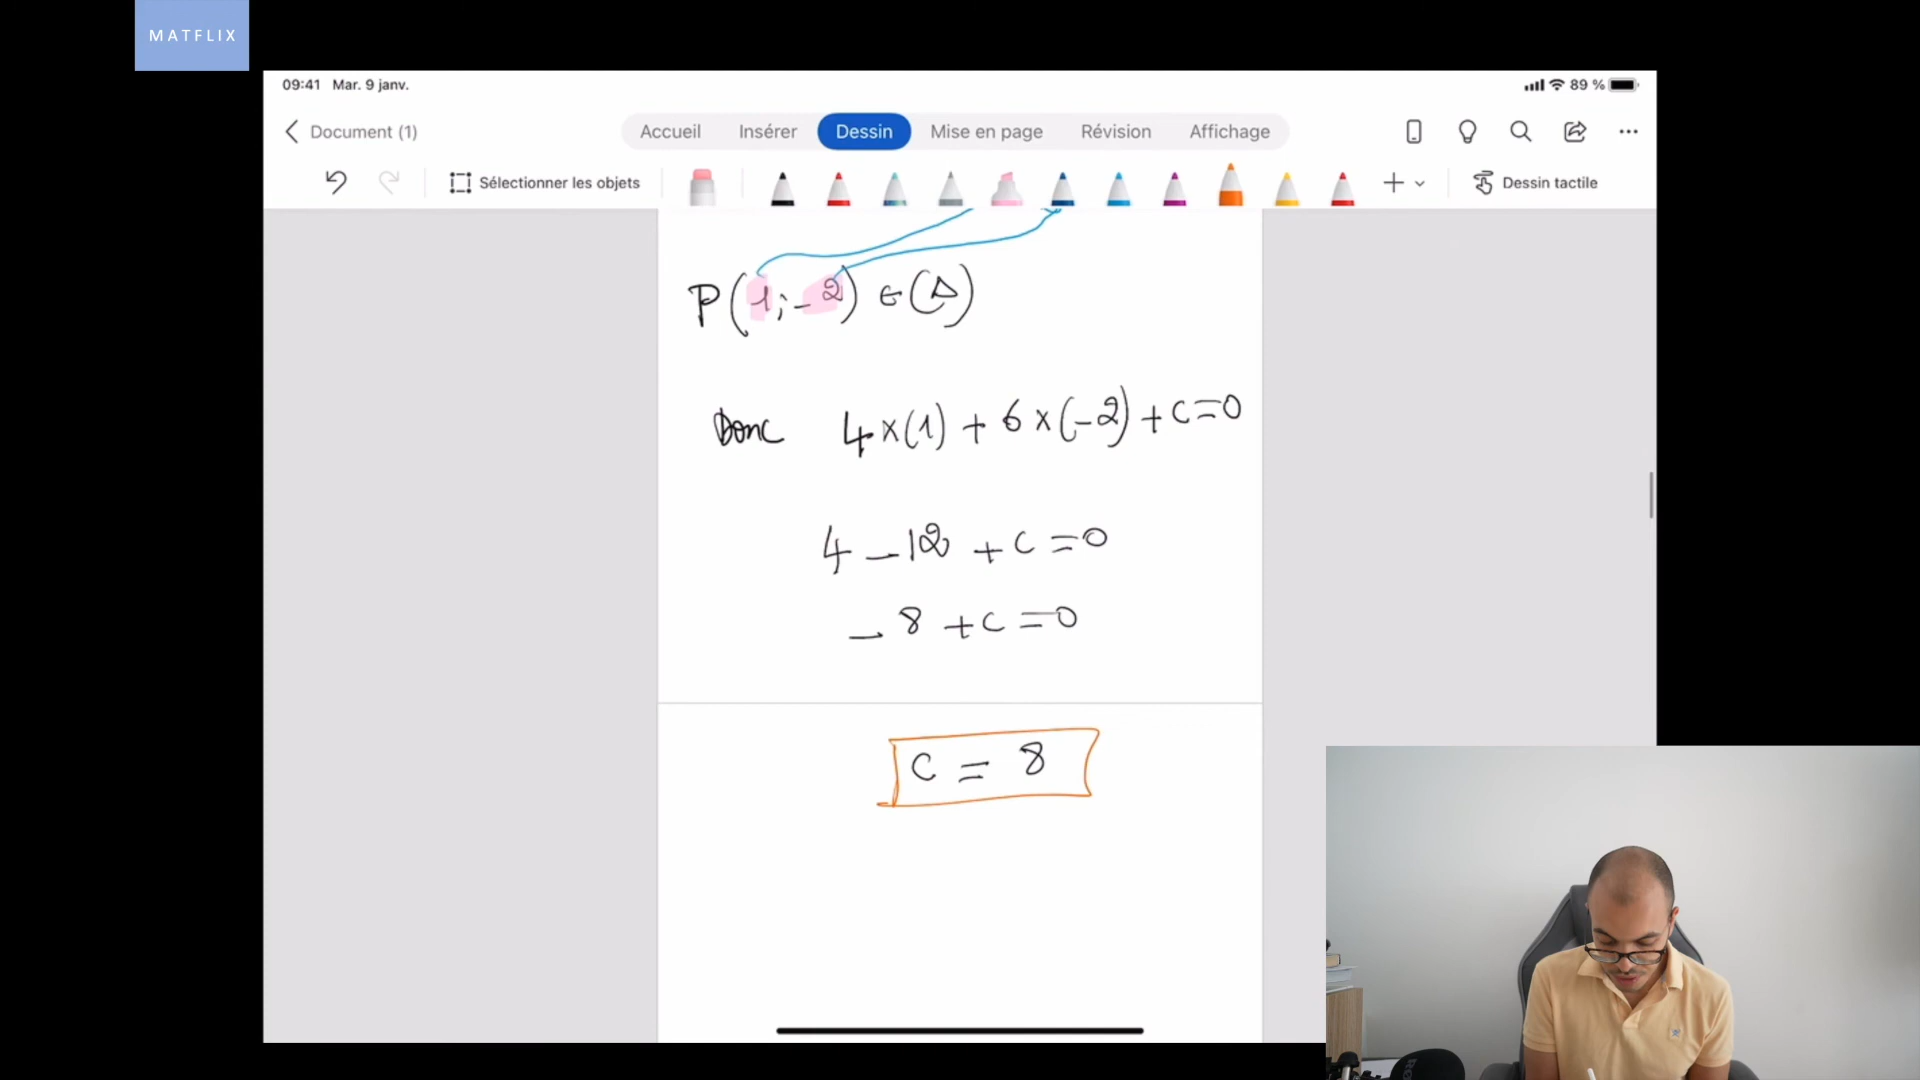 MATFLIX
09:41 Mar. 9 janv.
89 %
Document (1)
Accueil Insérer Dessin Mise en page Révision Affichage
Sélectionner les objets
Dessin tactile
P(1;-2) ∈ (Δ)
Donc 4×(1) + 6×(-2) + c = 0
4 - 12 + c = 0
- 8 + c = 0
c = 8